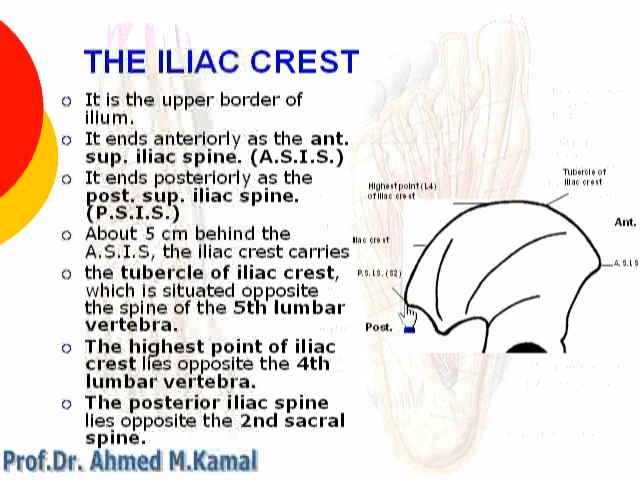 THE ILIAC CREST
It is the upper border of
ilium.
It ends anteriorly as the ant.
sup. iliac spine. (A.S.I.S.)
It ends posteriorly as the
post. sup. iliac spine.
(P.S.I.S.)
About 5 cm behind the
A.S.I.S, the iliac crest carries
the tubercle of iliac crest,
which is situated opposite
the spine of the 5th lumbar
vertebra.
The highest point of iliac
crest lies opposite the 4th
lumbar vertebra.
The posterior iliac spine
lies opposite the 2nd sacral
spine.
Highest point (L4)
of iliac crest
Tubercle of
iliac crest
Ant.
Iliac crest
A.S.I.S
P.S.I.S. (S2)
Post.
Prof.Dr. Ahmed M.Kamal